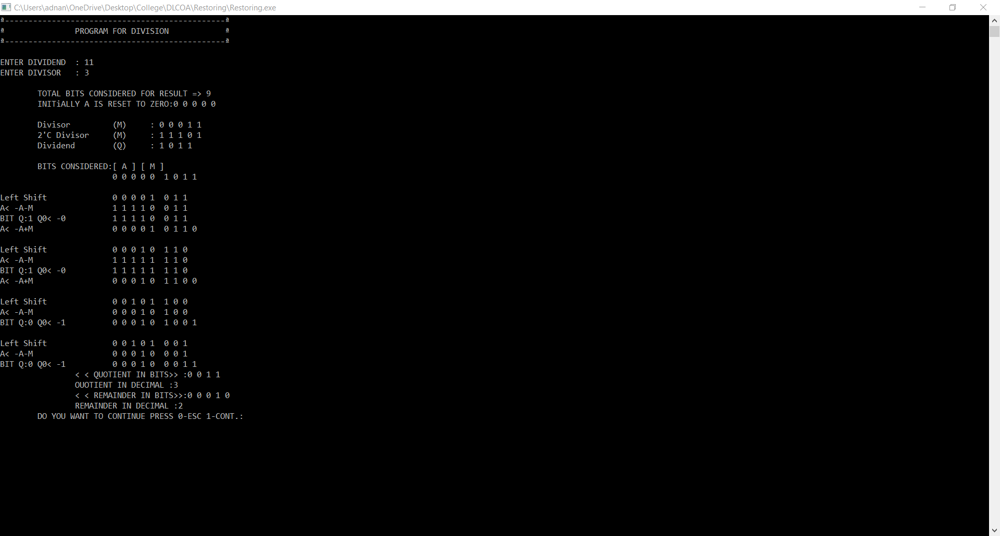 C:\Users\adnan\OneDrive\Desktop\College\DLCOA\Restoring\Restoring.exe
ª-----------------------------------------------ª
ª               PROGRAM FOR DIVISION            ª
ª-----------------------------------------------ª
ENTER DIVIDEND  : 11
ENTER DIVISOR   : 3
TOTAL BITS CONSIDERED FOR RESULT => 9
INITiALLY A IS RESET TO ZERO:0 0 0 0 0
Divisor         (M)     : 0 0 0 1 1
2'C Divisor     (M)     : 1 1 1 0 1
Dividend        (Q)     : 1 0 1 1
BITS CONSIDERED:[ A ] [ M ]
0 0 0 0 0  1 0 1 1
Left Shift              0 0 0 0 1  0 1 1
A< -A-M                 1 1 1 1 0  0 1 1
BIT Q:1 Q0< -0          1 1 1 1 0  0 1 1
A< -A+M                 0 0 0 0 1  0 1 1 0
Left Shift              0 0 0 1 0  1 1 0
A< -A-M                 1 1 1 1 1  1 1 0
BIT Q:1 Q0< -0          1 1 1 1 1  1 1 0
A< -A+M                 0 0 0 1 0  1 1 0 0
Left Shift              0 0 1 0 1  1 0 0
A< -A-M                 0 0 0 1 0  1 0 0
BIT Q:0 Q0< -1          0 0 0 1 0  1 0 0 1
Left Shift              0 0 1 0 1  0 0 1
A< -A-M                 0 0 0 1 0  0 0 1
BIT Q:0 Q0< -1          0 0 0 1 0  0 0 1 1
< < QUOTIENT IN BITS>> :0 0 1 1
OUOTIENT IN DECIMAL :3
< < REMAINDER IN BITS>>:0 0 0 1 0
REMAINDER IN DECIMAL :2
DO YOU WANT TO CONTINUE PRESS 0-ESC 1-CONT.: